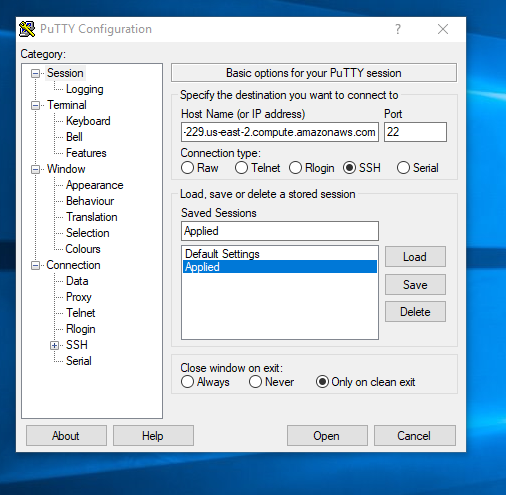 PuTTY Configuration
?
Category:
Session
Logging
Terminal
Keyboard
Bell
Features
Window
Appearance
Behaviour
Translation
Selection
Colours
Connection
Data
Proxy
Telnet
Rlogin
SSH
Serial
Basic options for your PuTTY session
Specify the destination you want to connect to
Host Name (or IP address) Port
-229.us-east-2.compute.amazonaws.com 22
Connection type:
Raw Telnet Rlogin SSH Serial
Load, save or delete a stored session
Saved Sessions
Applied
Default Settings
Applied
Load
Save
Delete
Close window on exit:
Always Never Only on clean exit
About Help Open Cancel